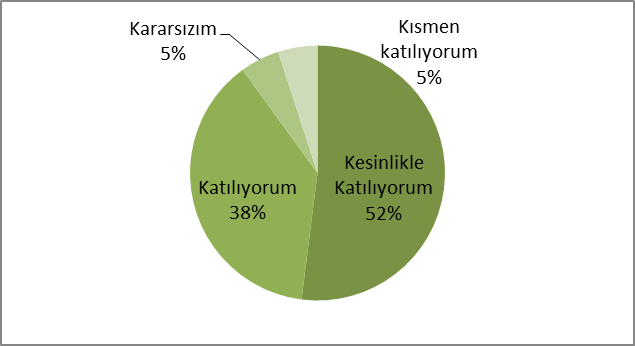 Kararsızım
5%
Kısmen
katılıyorum
5%
Katılıyorum
38%
Kesinlikle
Katılıyorum
52%